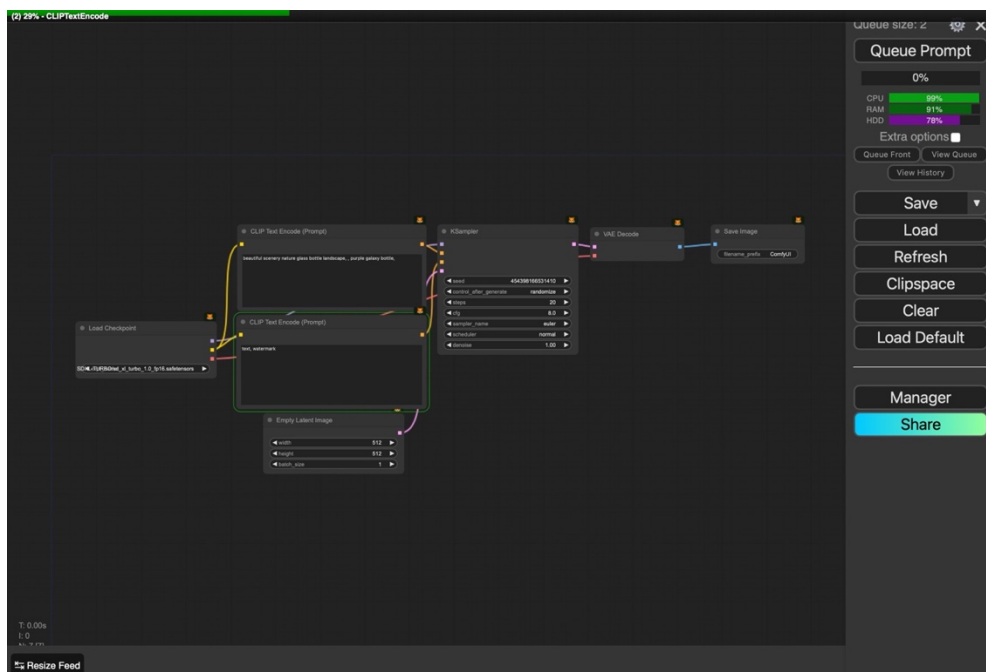 (2) 29% - CLIPTextEncode
Queue size: 2
Queue Prompt
0%
CPU 99%
RAM 91%
HDD 78%
Extra options
Queue Front View Queue
View History
Save
Load
Refresh
Clipspace
Clear
Load Default
Manager
Share
Load Checkpoint
CLIP Text Encode (Prompt)
beautiful scenery nature glass bottle landscape, , purple galaxy bottle,
CLIP Text Encode (Prompt)
text, watermark
Empty Latent Image
width 512
height 512
batch_size 1
KSampler
seed 454398166531410
control_after_generate randomize
steps 20
cfg 8.0
sampler_name euler
scheduler normal
denoise 1.00
VAE Decode
Save Image
filename_prefix ComfyUI
T: 0.00s
I: 0
Resize Feed